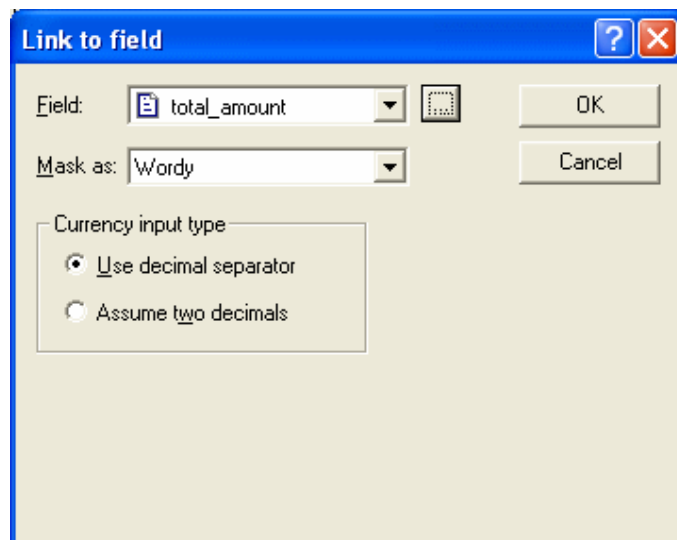 Link to field
Field: total_amount OK
Mask as: Wordy Cancel
Currency input type
Use decimal separator
Assume two decimals